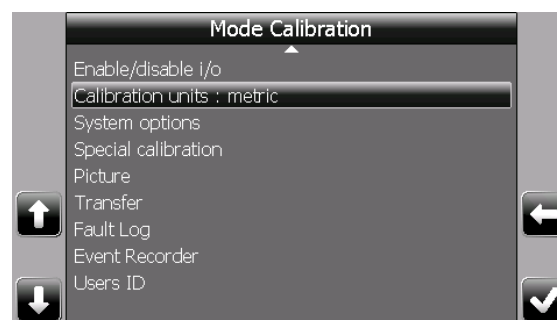 Mode Calibration
Enable/disable i/o
Calibration units : metric
System options
Special calibration
Picture
Transfer
Fault Log
Event Recorder
Users ID